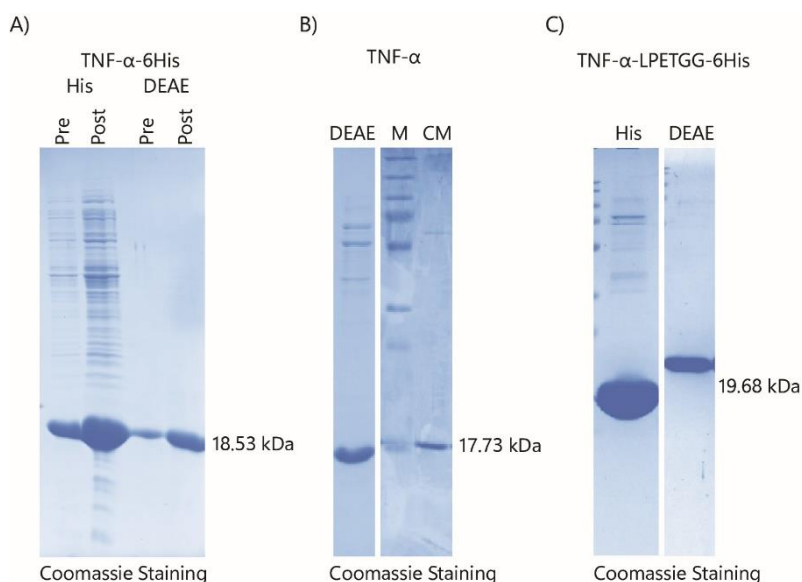 A)
TNF-α-6His
His DEAE
Pre Post Pre Post
18.53 kDa
Coomassie Staining
B)
TNF-α
DEAE M CM
17.73 kDa
Coomassie Staining
C)
TNF-α-LPETGG-6His
His DEAE
19.68 kDa
Coomassie Staining